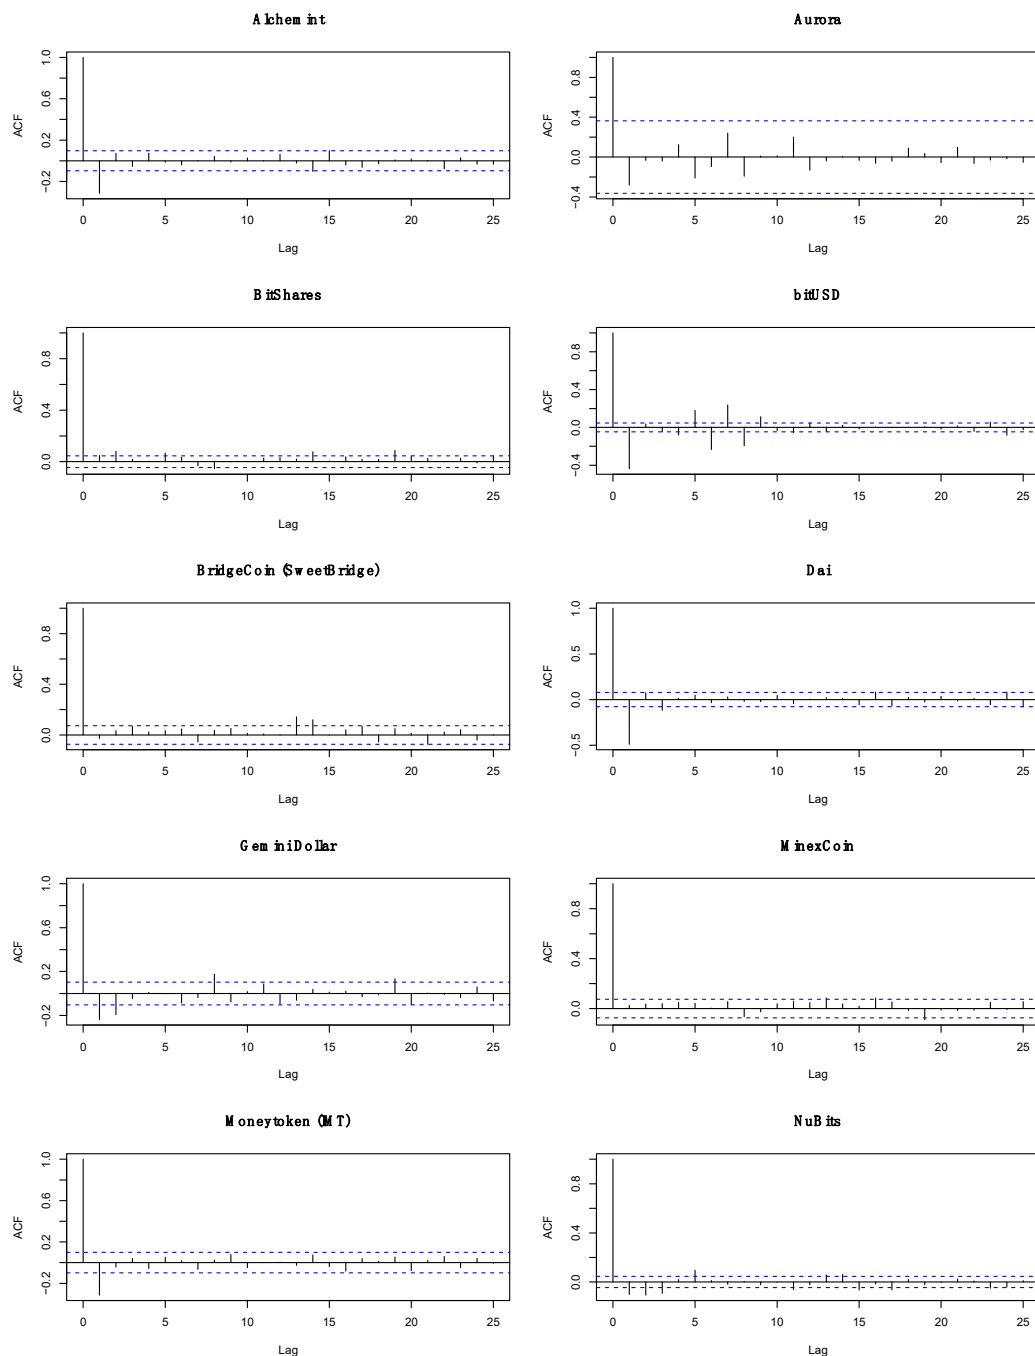 Alchemint
Aurora
ACF
−0.2 0.2 0.6 1.0
0 5 10 15 20 25
Lag
ACF
−0.4 0.0 0.4 0.8
0 5 10 15 20 25
Lag
BitShares
bitUSD
ACF
0.0 0.4 0.8
0 5 10 15 20 25
Lag
ACF
−0.4 0.0 0.4 0.8
0 5 10 15 20 25
Lag
BridgeCoin (SweetBridge)
Dai
ACF
0.0 0.4 0.8
0 5 10 15 20 25
Lag
ACF
−0.5 0.0 0.5 1.0
0 5 10 15 20 25
Lag
GeminiDollar
MinexCoin
ACF
−0.2 0.2 0.6 1.0
0 5 10 15 20 25
Lag
ACF
0.0 0.4 0.8
0 5 10 15 20 25
Lag
Moneytoken (MT)
NuBits
ACF
−0.2 0.2 0.6 1.0
0 5 10 15 20 25
Lag
ACF
0.0 0.4 0.8
0 5 10 15 20 25
Lag